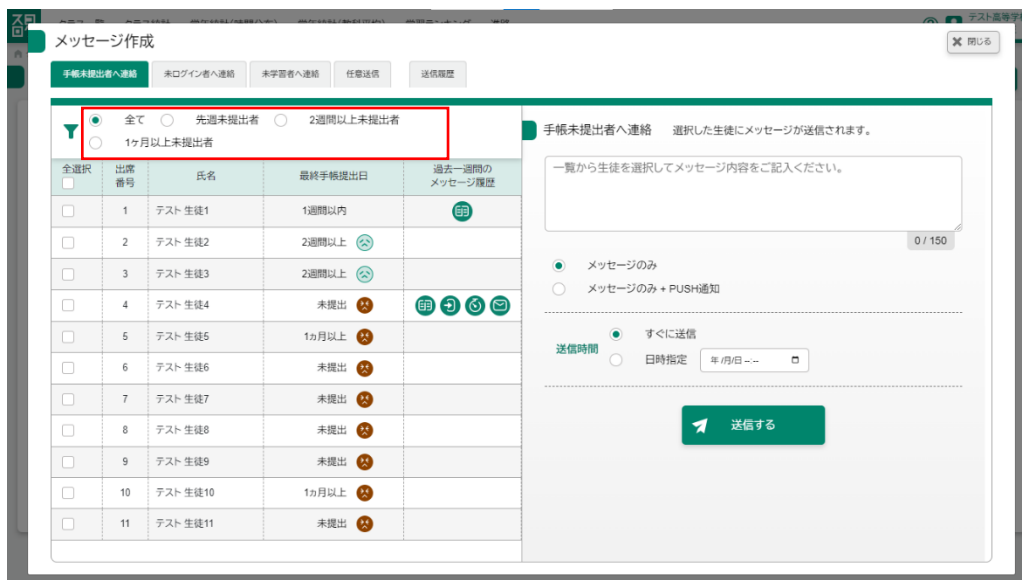 テスト高等学
メッセージ作成
閉じる
手帳未提出者へ連絡 未ログイン者へ連絡 未学習者へ連絡 任意送信 送信履歴
全て 先週未提出者 2週間以上未提出者
1ヶ月以上未提出者
全選択 出席番号 氏名 最終手帳提出日 過去一週間のメッセージ履歴
1 テスト 生徒1 1週間以内
2 テスト 生徒2 2週間以上
3 テスト 生徒3 2週間以上
4 テスト 生徒4 未提出
5 テスト 生徒5 1ヵ月以上
6 テスト 生徒6 未提出
7 テスト 生徒7 未提出
8 テスト 生徒8 未提出
9 テスト 生徒9 未提出
10 テスト 生徒10 1ヵ月以上
11 テスト 生徒11 未提出
手帳未提出者へ連絡 選択した生徒にメッセージが送信されます。
一覧から生徒を選択してメッセージ内容をご記入ください。
0 / 150
メッセージのみ
メッセージのみ + PUSH通知
送信時間
すぐに送信
日時指定 年/月/日 --:--
送信する